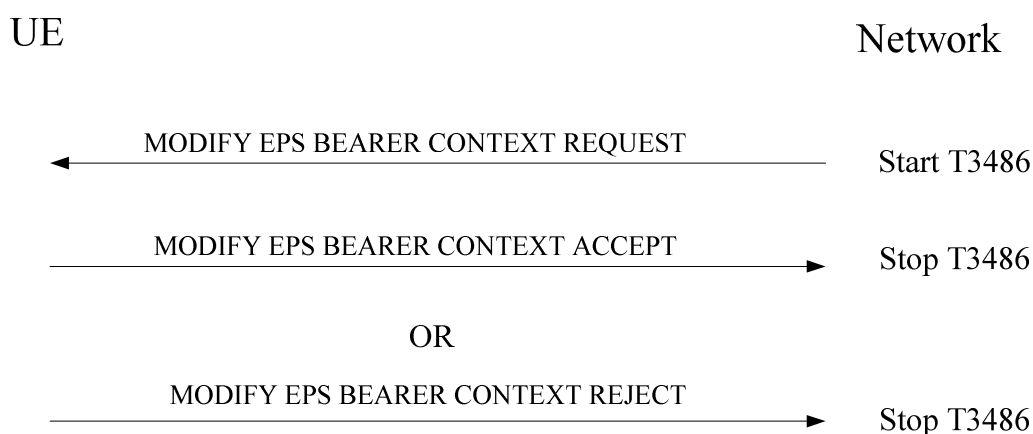 UE
Network
MODIFY EPS BEARER CONTEXT REQUEST
Start T3486
MODIFY EPS BEARER CONTEXT ACCEPT
Stop T3486
OR
MODIFY EPS BEARER CONTEXT REJECT
Stop T3486